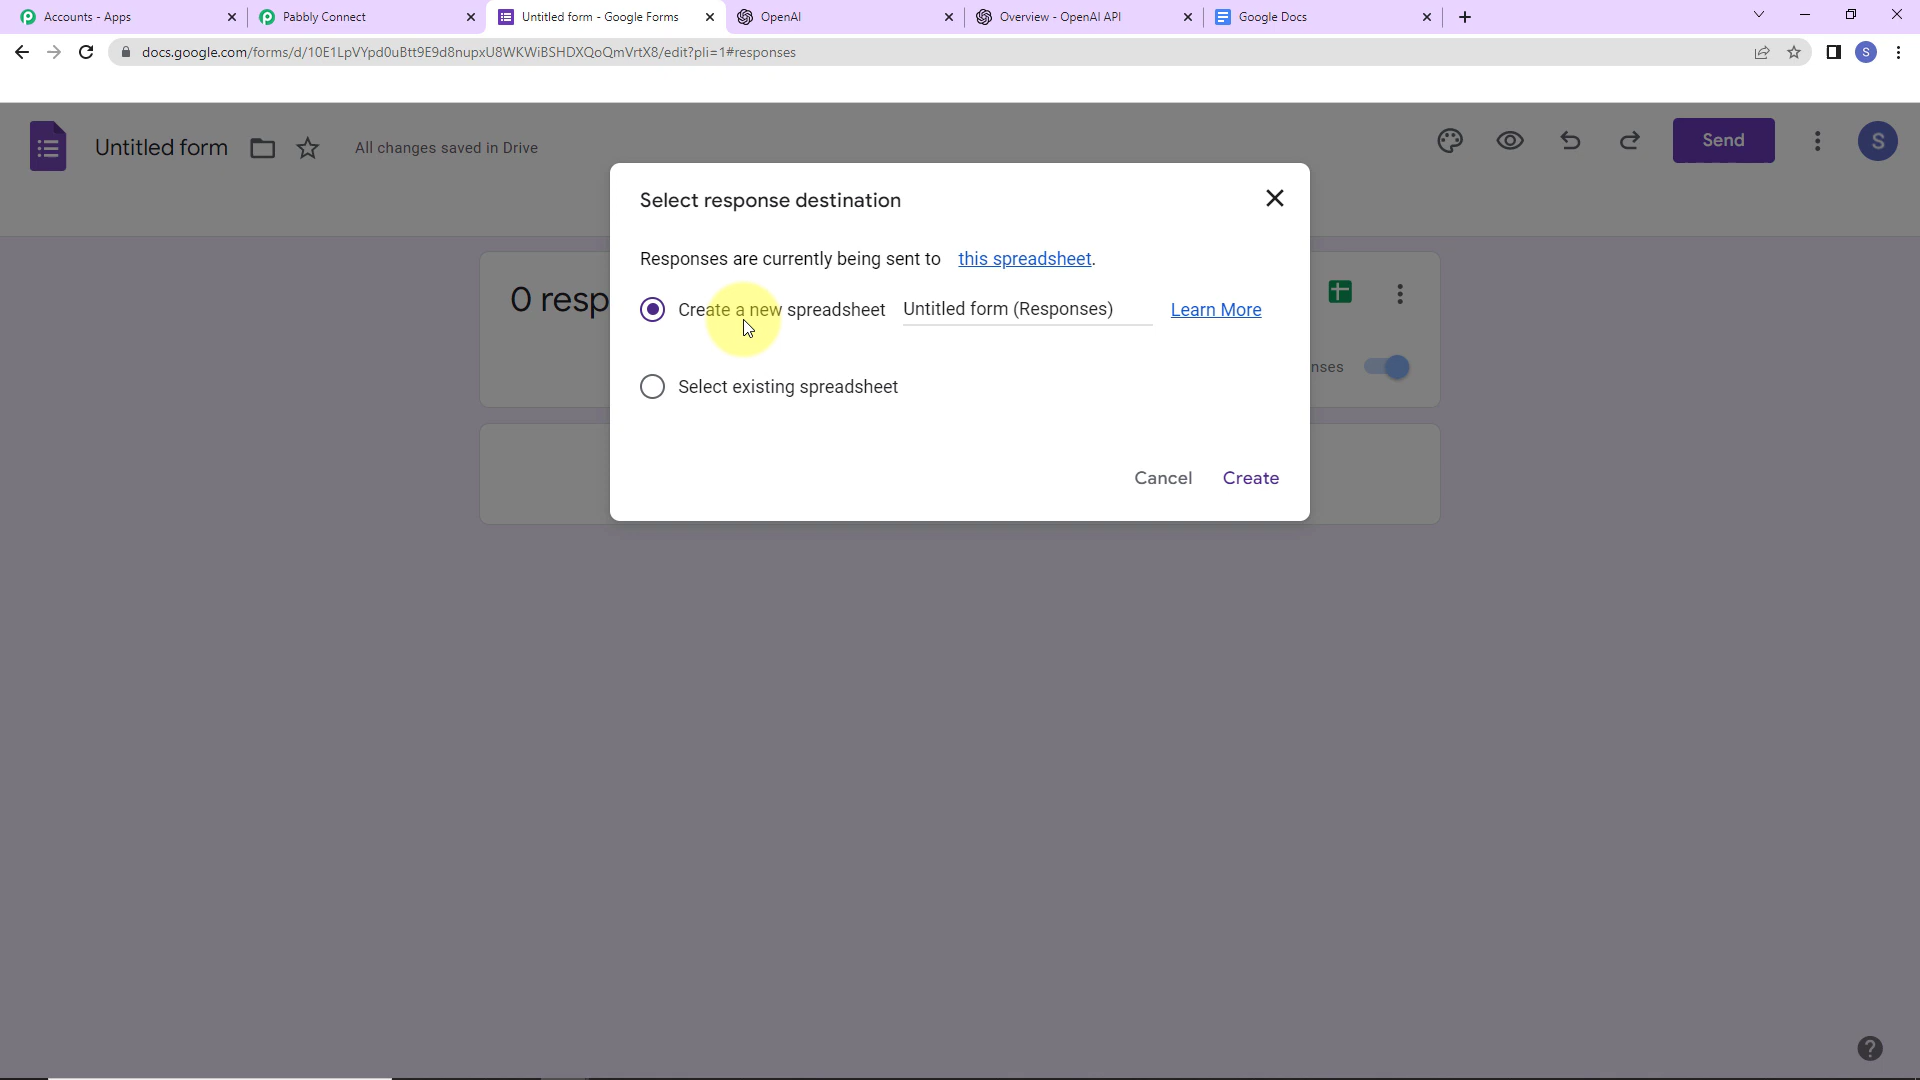 Accounts - Apps
Pabbly Connect
Untitled form - Google Forms
OpenAI
Overview - OpenAI API
Google Docs
docs.google.com/forms/d/10E1LpVYpd0uBtt9E9d8nupxU8WKWiBSHDXQoQmVrtX8/edit?pli=1#responses
S
Untitled form
All changes saved in Drive
Send
S
Select response destination
Responses are currently being sent to this spreadsheet.
0 resp
Create a new spreadsheet Untitled form (Responses) Learn More
nses
Select existing spreadsheet
Cancel Create